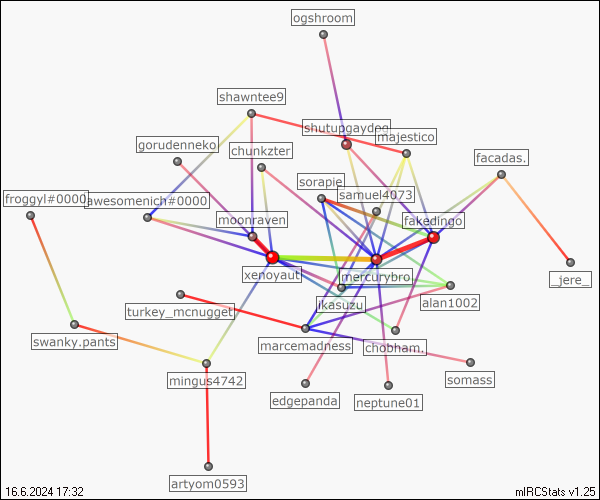 ogshroom
shawntee9
shutupgaydog
majestico
gorudenneko
chunkzter
facadas.
sorapie
samuel4073
froggyl#0000
awesomenich#0000
moonraven
fakedingo
xenoyaut
mercurybro
_jere_
ikasuzu
alan1002
turkey_mcnugget
swanky.pants
marcemadness
chobham.
mingus4742
somass
edgepanda
neptune01
artyom0593
16.6.2024 17:32
mIRCStats v1.25